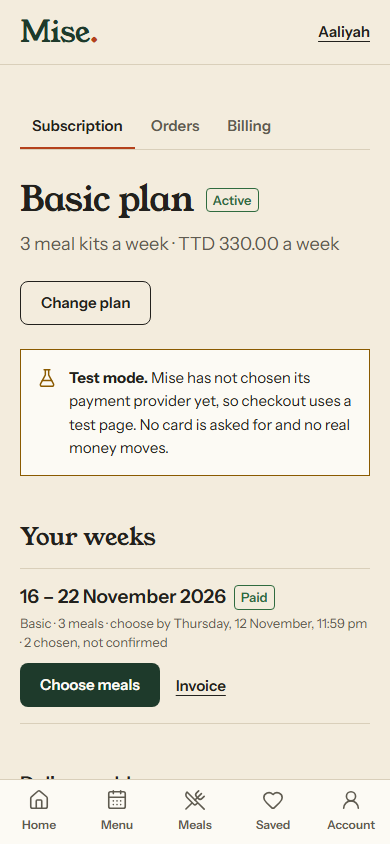 Mise.
Aaliyah
Subscription
Orders
Billing
Basic plan
Active
3 meal kits a week · TTD 330.00 a week
Change plan
Test mode. Mise has not chosen its
payment provider yet, so checkout uses a
test page. No card is asked for and no real
money moves.
Your weeks
16 – 22 November 2026
Paid
Basic · 3 meals · choose by Thursday, 12 November, 11:59 pm
· 2 chosen, not confirmed
Choose meals
Invoice
Home
Menu
Meals
Saved
Account